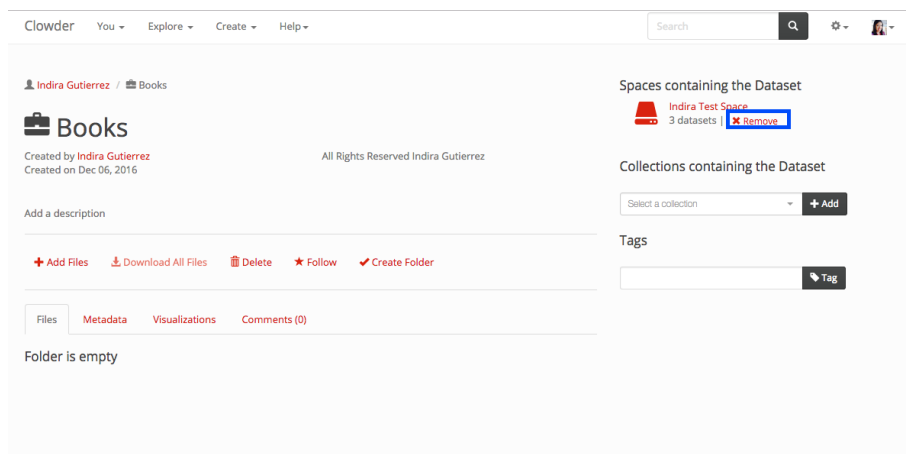 Clowder You Explore Create Help Search
Indira Gutierrez / Books
Books
Created by Indira Gutierrez
Created on Dec 06, 2016
All Rights Reserved Indira Gutierrez
Add a description
Add Files Download All Files Delete Follow Create Folder
Files Metadata Visualizations Comments (0)
Folder is empty
Spaces containing the Dataset
Indira Test Space
3 datasets | Remove
Collections containing the Dataset
Select a collection Add
Tags
Tag